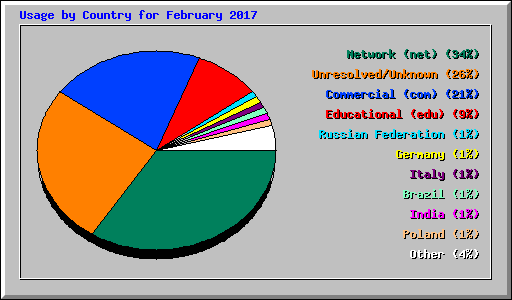 Usage by Country for February 2017
Network (net) (34%)
Unresolved/Unknown (26%)
Commercial (com) (21%)
Educational (edu) (9%)
Russian Federation (1%)
Germany (1%)
Italy (1%)
Brazil (1%)
India (1%)
Poland (1%)
Other (4%)